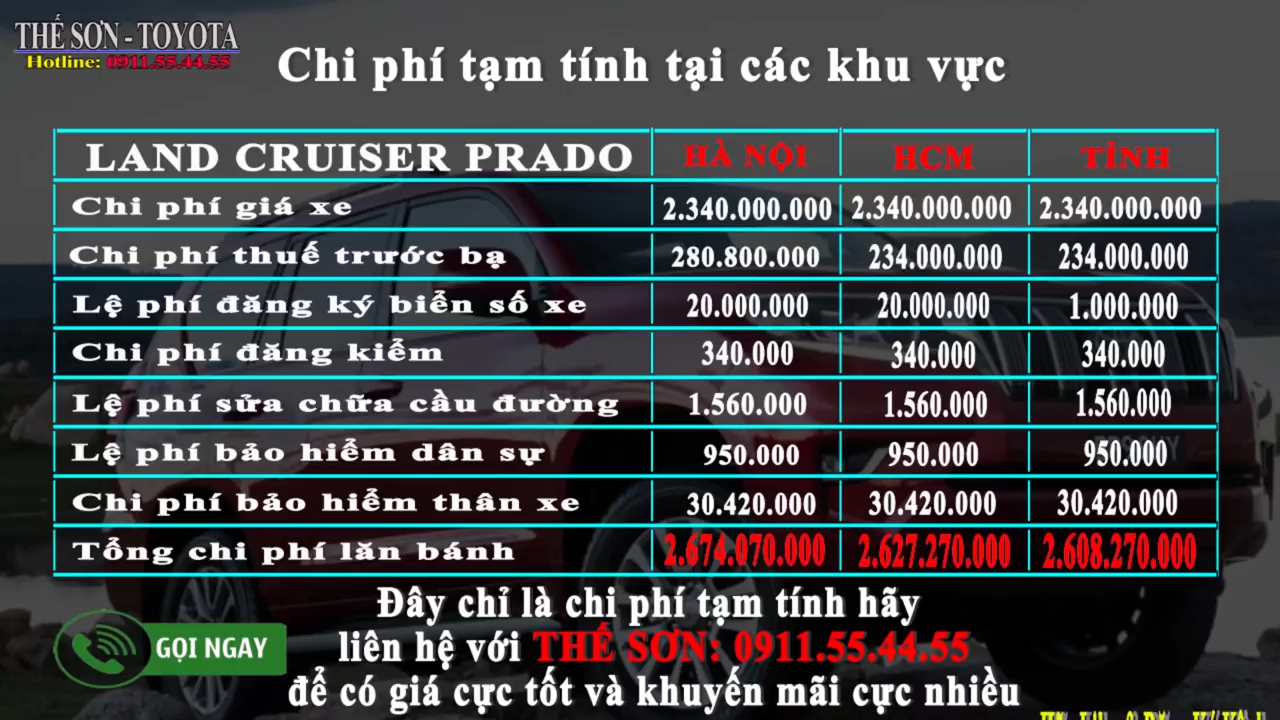 THẾ SƠN - TOYOTA
Hotline: 0911.55.44.55
Chi phí tạm tính tại các khu vực
LAND CRUISER PRADO HÀ NỘI HCM TỈNH
Chi phí giá xe 2.340.000.000 2.340.000.000 2.340.000.000
Chi phí thuế trước bạ 280.800.000 234.000.000 234.000.000
Lệ phí đăng ký biển số xe 20.000.000 20.000.000 1.000.000
Chi phí đăng kiểm 340.000 340.000 340.000
Lệ phí sửa chữa cầu đường 1.560.000 1.560.000 1.560.000
Lệ phí bảo hiểm dân sự 950.000 950.000 950.000
Chi phí bảo hiểm thân xe 30.420.000 30.420.000 30.420.000
Tổng chi phí lăn bánh 2.674.070.000 2.627.270.000 2.608.270.000
Đây chỉ là chi phí tạm tính hãy
liên hệ với THẾ SƠN: 0911.55.44.55
GỌI NGAY
để có giá cực tốt và khuyến mãi cực nhiều